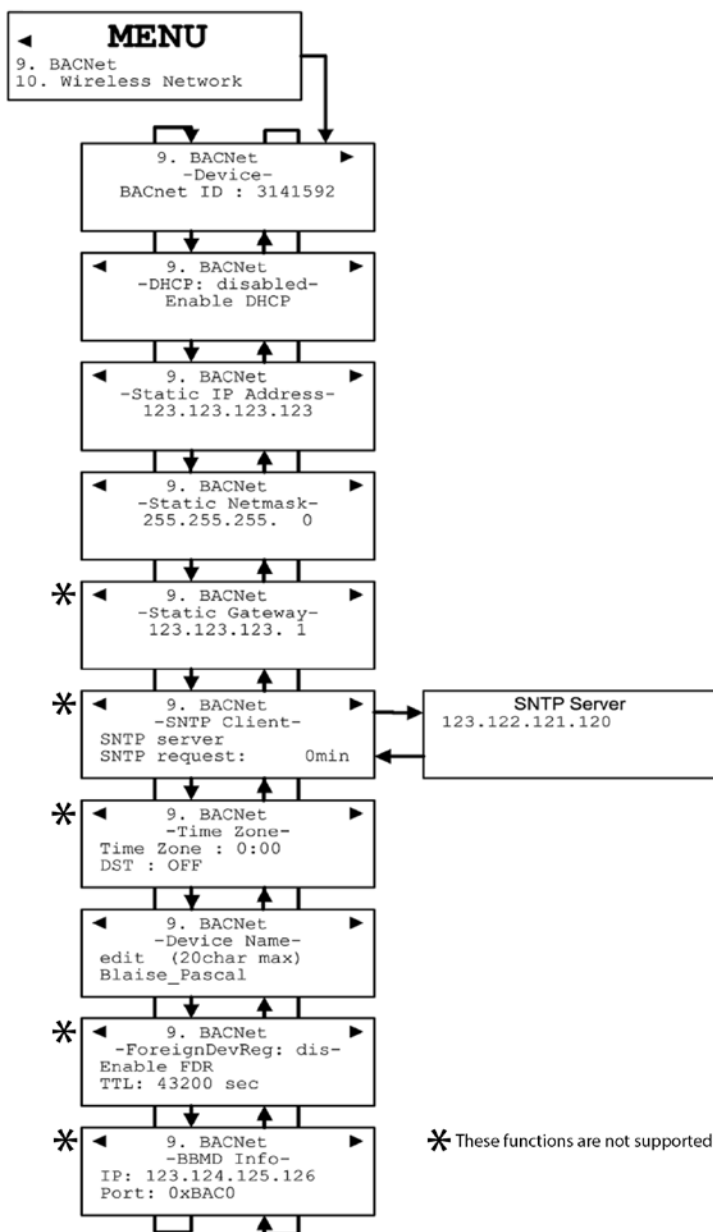 MENU
9. BACNet
10. Wireless Network
9. BACNet
-Device-
BACnet ID : 3141592
9. BACNet
-DHCP: disabled-
Enable DHCP
9. BACNet
-Static IP Address-
123.123.123.123
9. BACNet
-Static Netmask-
255.255.255.  0
9. BACNet
-Static Gateway-
123.123.123. 1
9. BACNet
-SNTP Client-
SNTP server
SNTP request:    0min
SNTP Server
123.122.121.120
9. BACNet
-Time Zone-
Time Zone : 0:00
DST : OFF
9. BACNet
-Device Name-
edit  (20char max)
Blaise_Pascal
9. BACNet
-ForeignDevReg: dis-
Enable FDR
TTL: 43200 sec
9. BACNet
-BBMD Info-
IP: 123.124.125.126
Port: 0xBAC0
* These functions are not supported